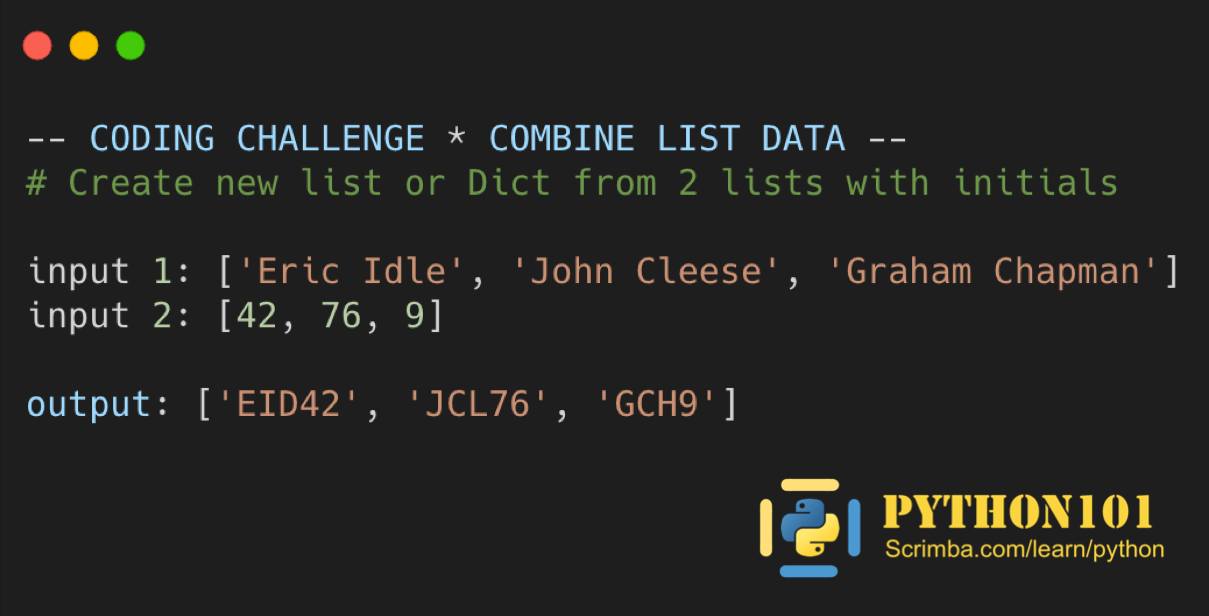 -- CODING CHALLENGE * COMBINE LIST DATA --
# Create new list or Dict from 2 lists with initials
input 1: ['Eric Idle', 'John Cleese', 'Graham Chapman']
input 2: [42, 76, 9]
output: ['EID42', 'JCL76', 'GCH9']
PYTHON101
Scrimba.com/learn/python